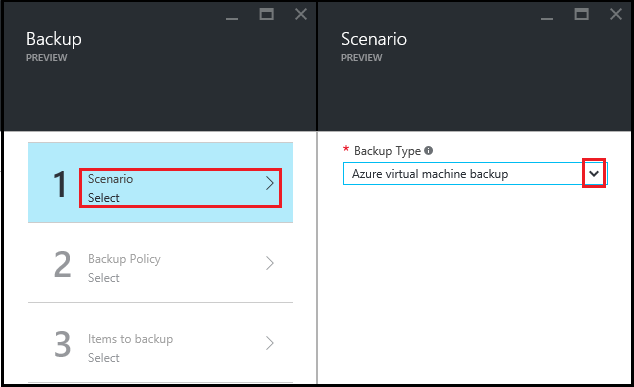 Backup
PREVIEW
1
Scenario
Select
2
Backup Policy
Select
3
Items to backup
Select
Scenario
PREVIEW
* Backup Type
Azure virtual machine backup